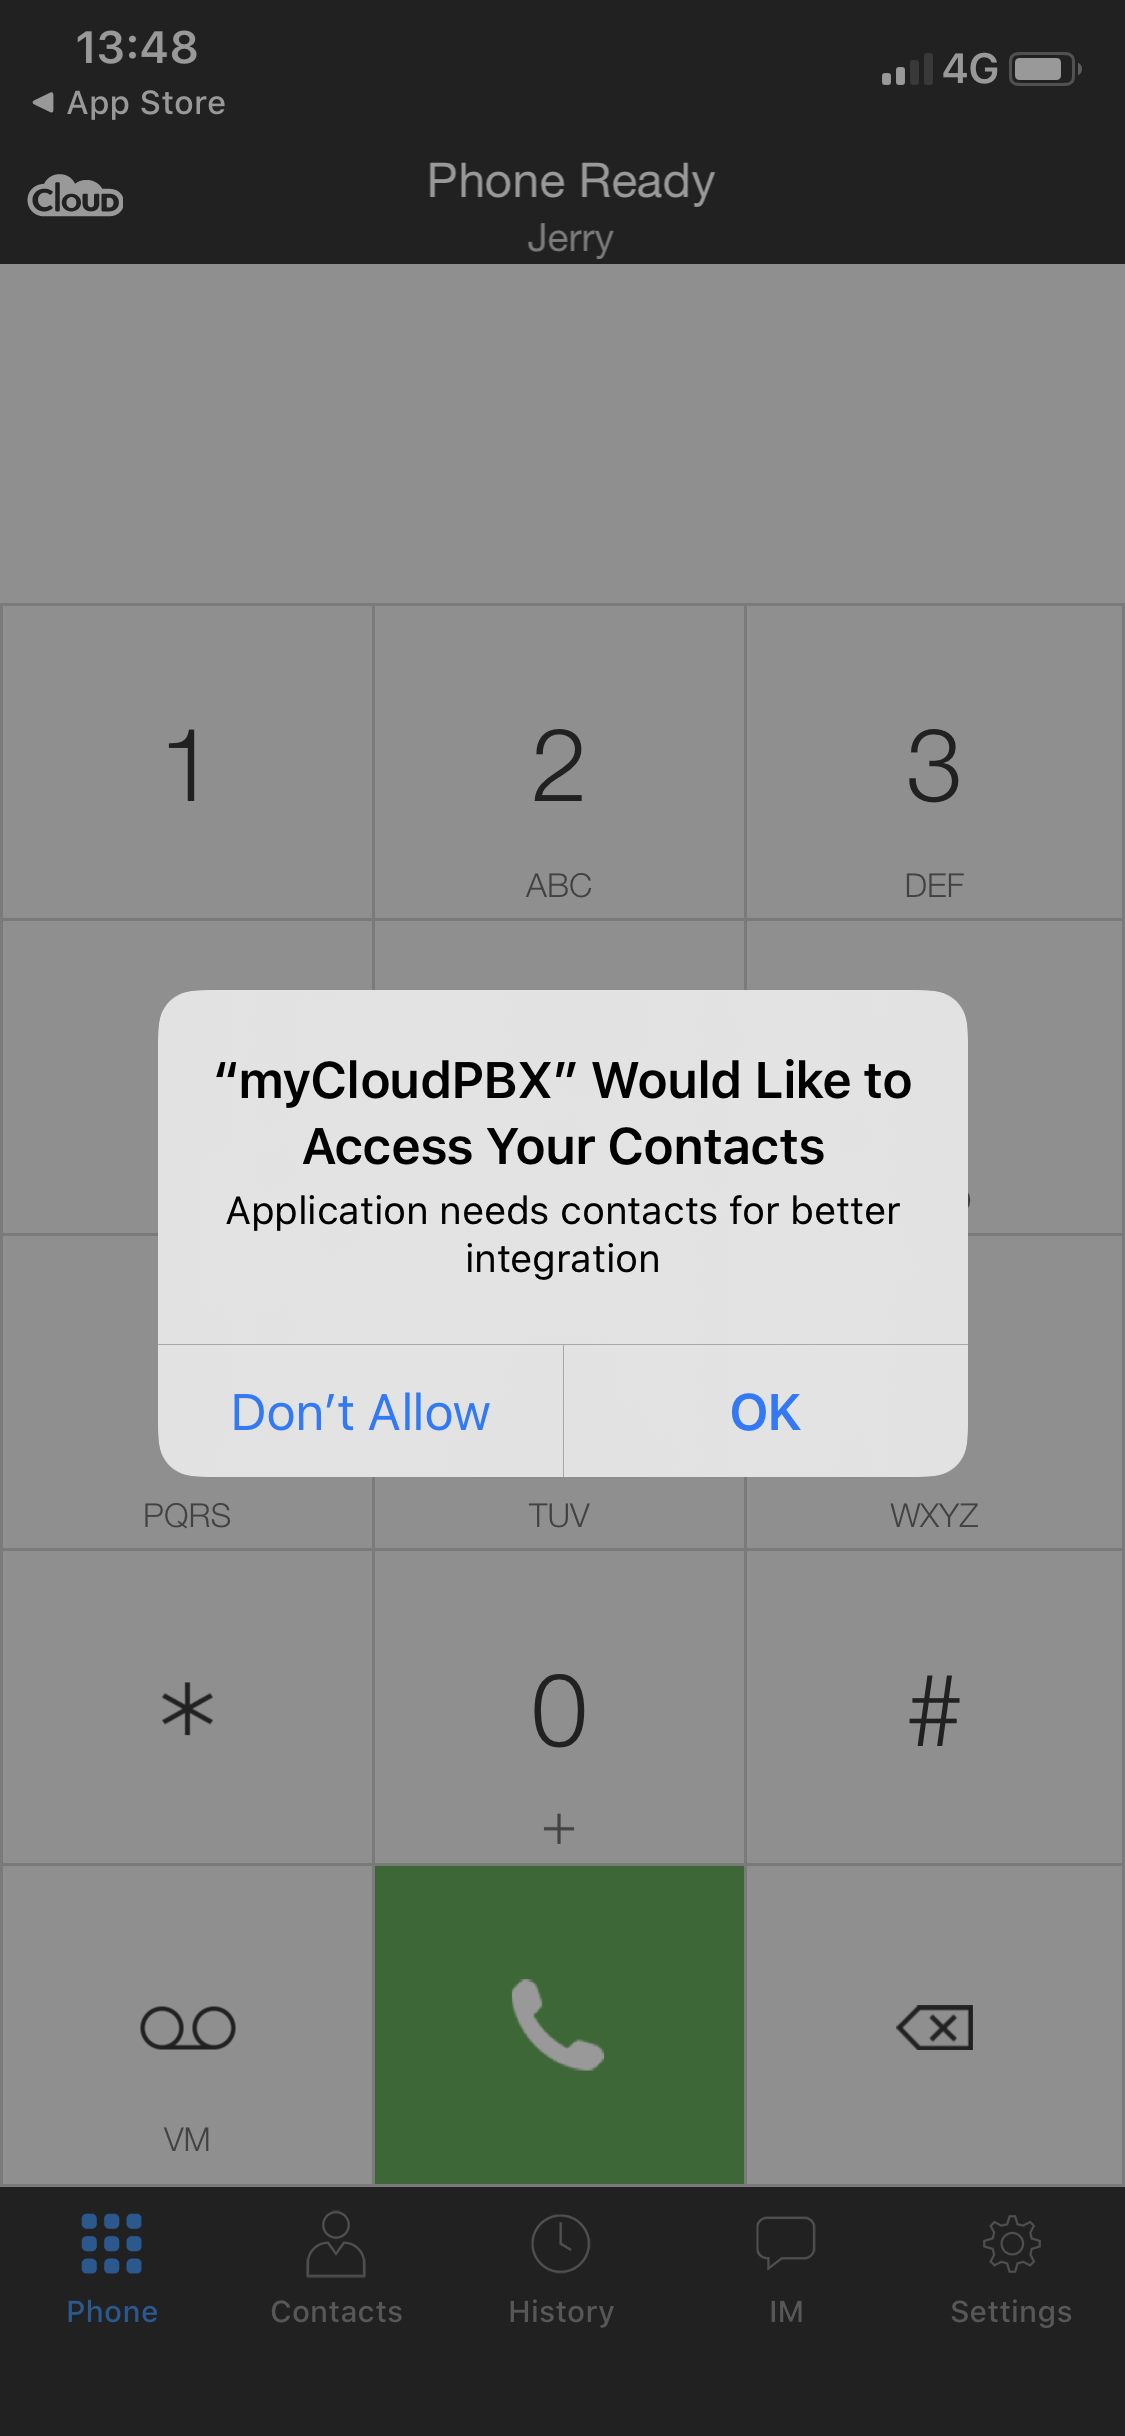 13:48
4G
App Store
CloUD
Phone Ready
Jerry
1
2
3
ABC
DEF
“myCloudPBX” Would Like to
Access Your Contacts
Application needs contacts for better
integration
Don’t Allow
OK
PQRS
TUV
WXYZ
*
0
#
+
VM
Phone
Contacts
History
IM
Settings